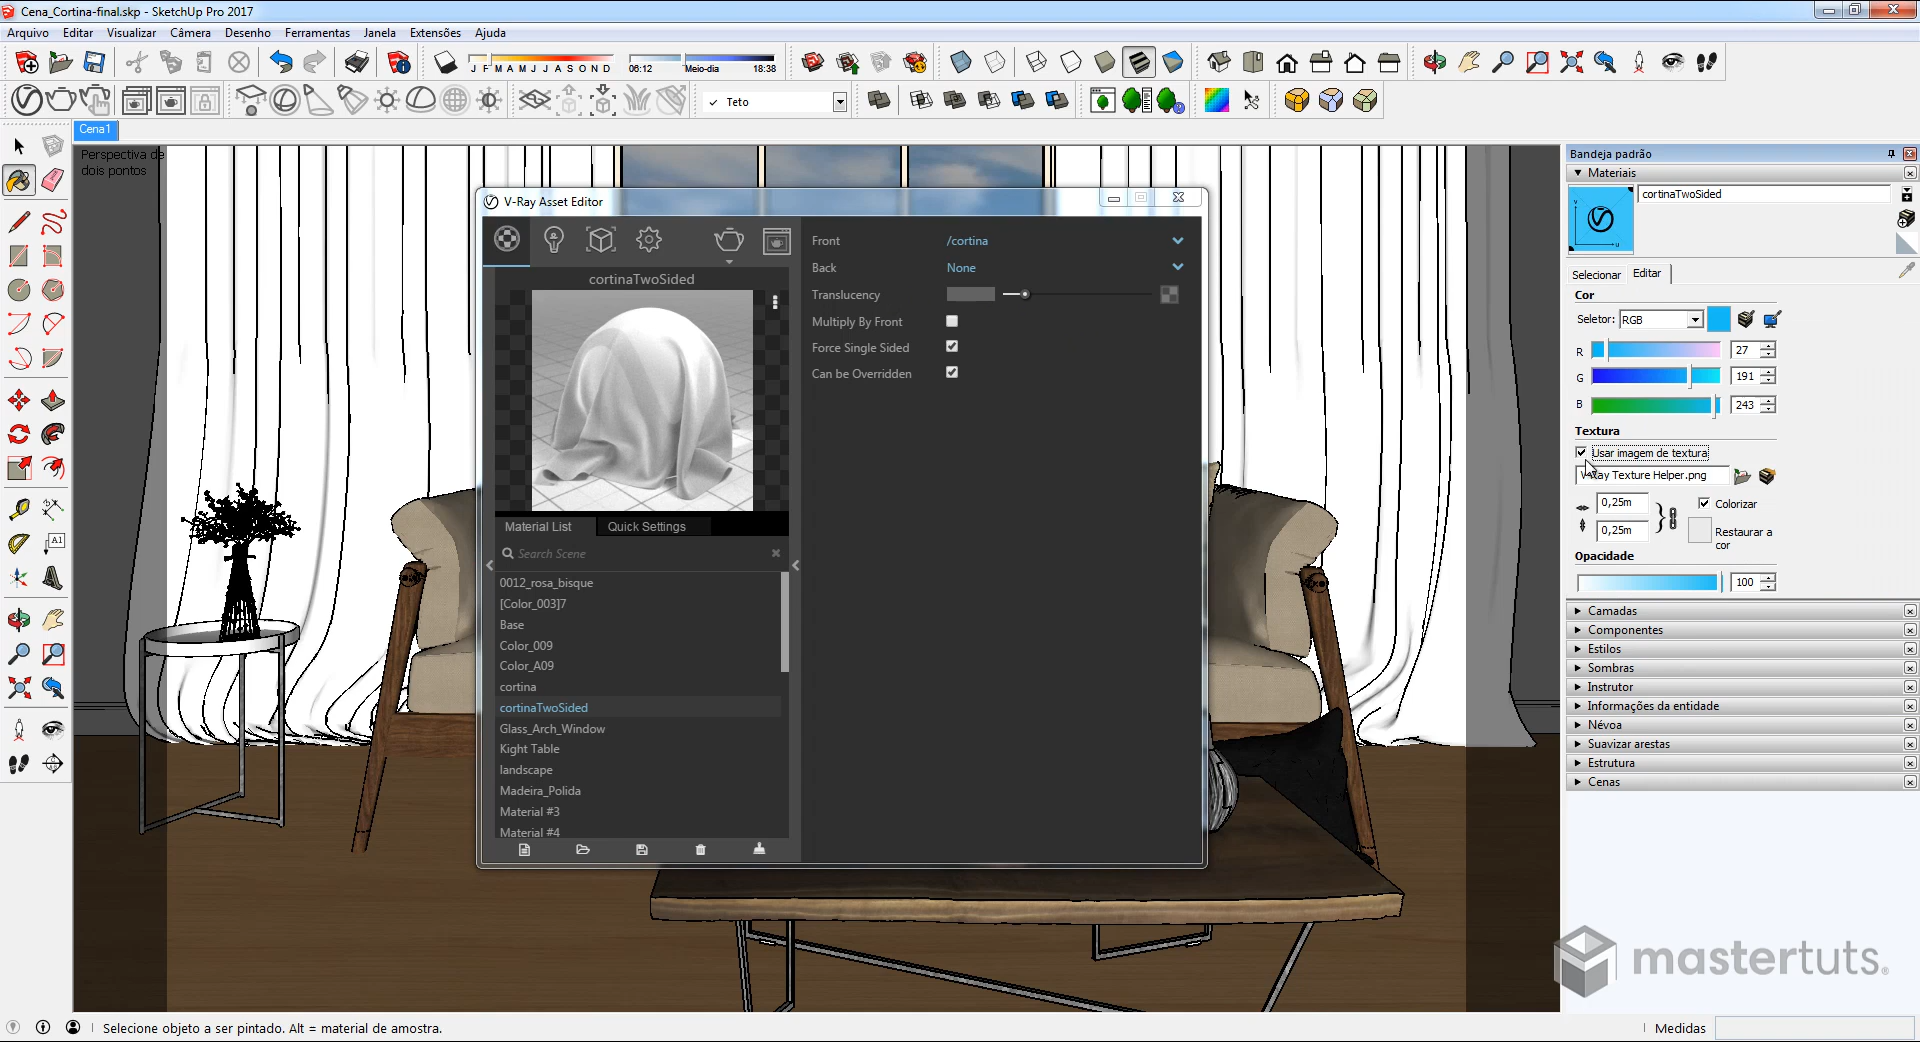 Cena_Cortina-final.skp - SketchUp Pro 2017
Arquivo Editar Visualizar Câmera Desenho Ferramentas Janela Extensões Ajuda
J F M A M J J A S O N D
06:12 Meio-dia 18:38
Teto
Cena1
Perspectiva de
dois pontos
V-Ray Asset Editor
cortinaTwoSided
Material List Quick Settings
Search Scene
0012_rosa_bisque
[Color_003]7
Base
Color_009
Color_A09
cortina
cortinaTwoSided
Glass_Arch_Window
Kight Table
landscape
Madeira_Polida
Material #3
Material #4
Front /cortina
Back None
Translucency
Multiply By Front
Force Single Sided
Can be Overridden
Bandeja padrão
Materiais
cortinaTwoSided
Selecionar Editar
Cor
Seletor: RGB
R 27
G 191
B 243
Textura
Usar imagem de textura
V-Ray Texture Helper.png
0,25m
Colorizar
0,25m
Restaurar a
cor
Opacidade
100
Camadas
Componentes
Estilos
Sombras
Instrutor
Informações da entidade
Névoa
Suavizar arestas
Estrutura
Cenas
mastertuts.
Selecione objeto a ser pintado. Alt = material de amostra.
Medidas